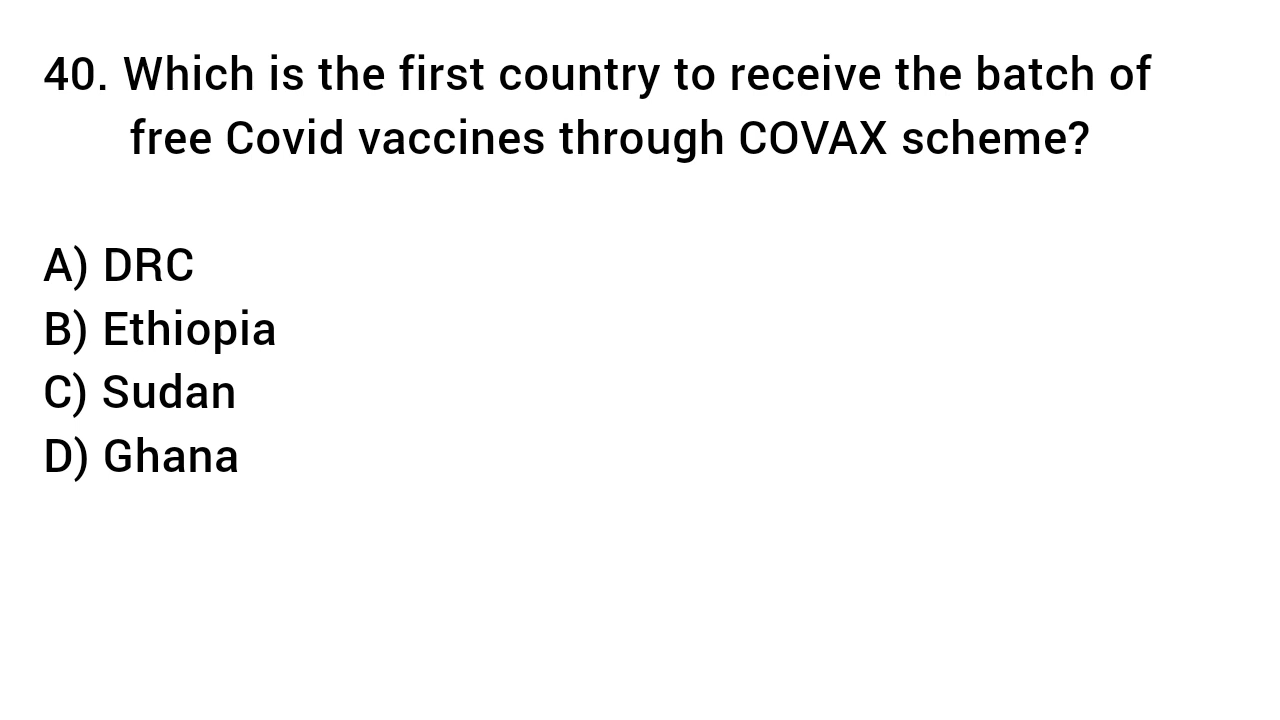 40. Which is the first country to receive the batch of
free Covid vaccines through COVAX scheme?
A) DRC
B) Ethiopia
C) Sudan
D) Ghana